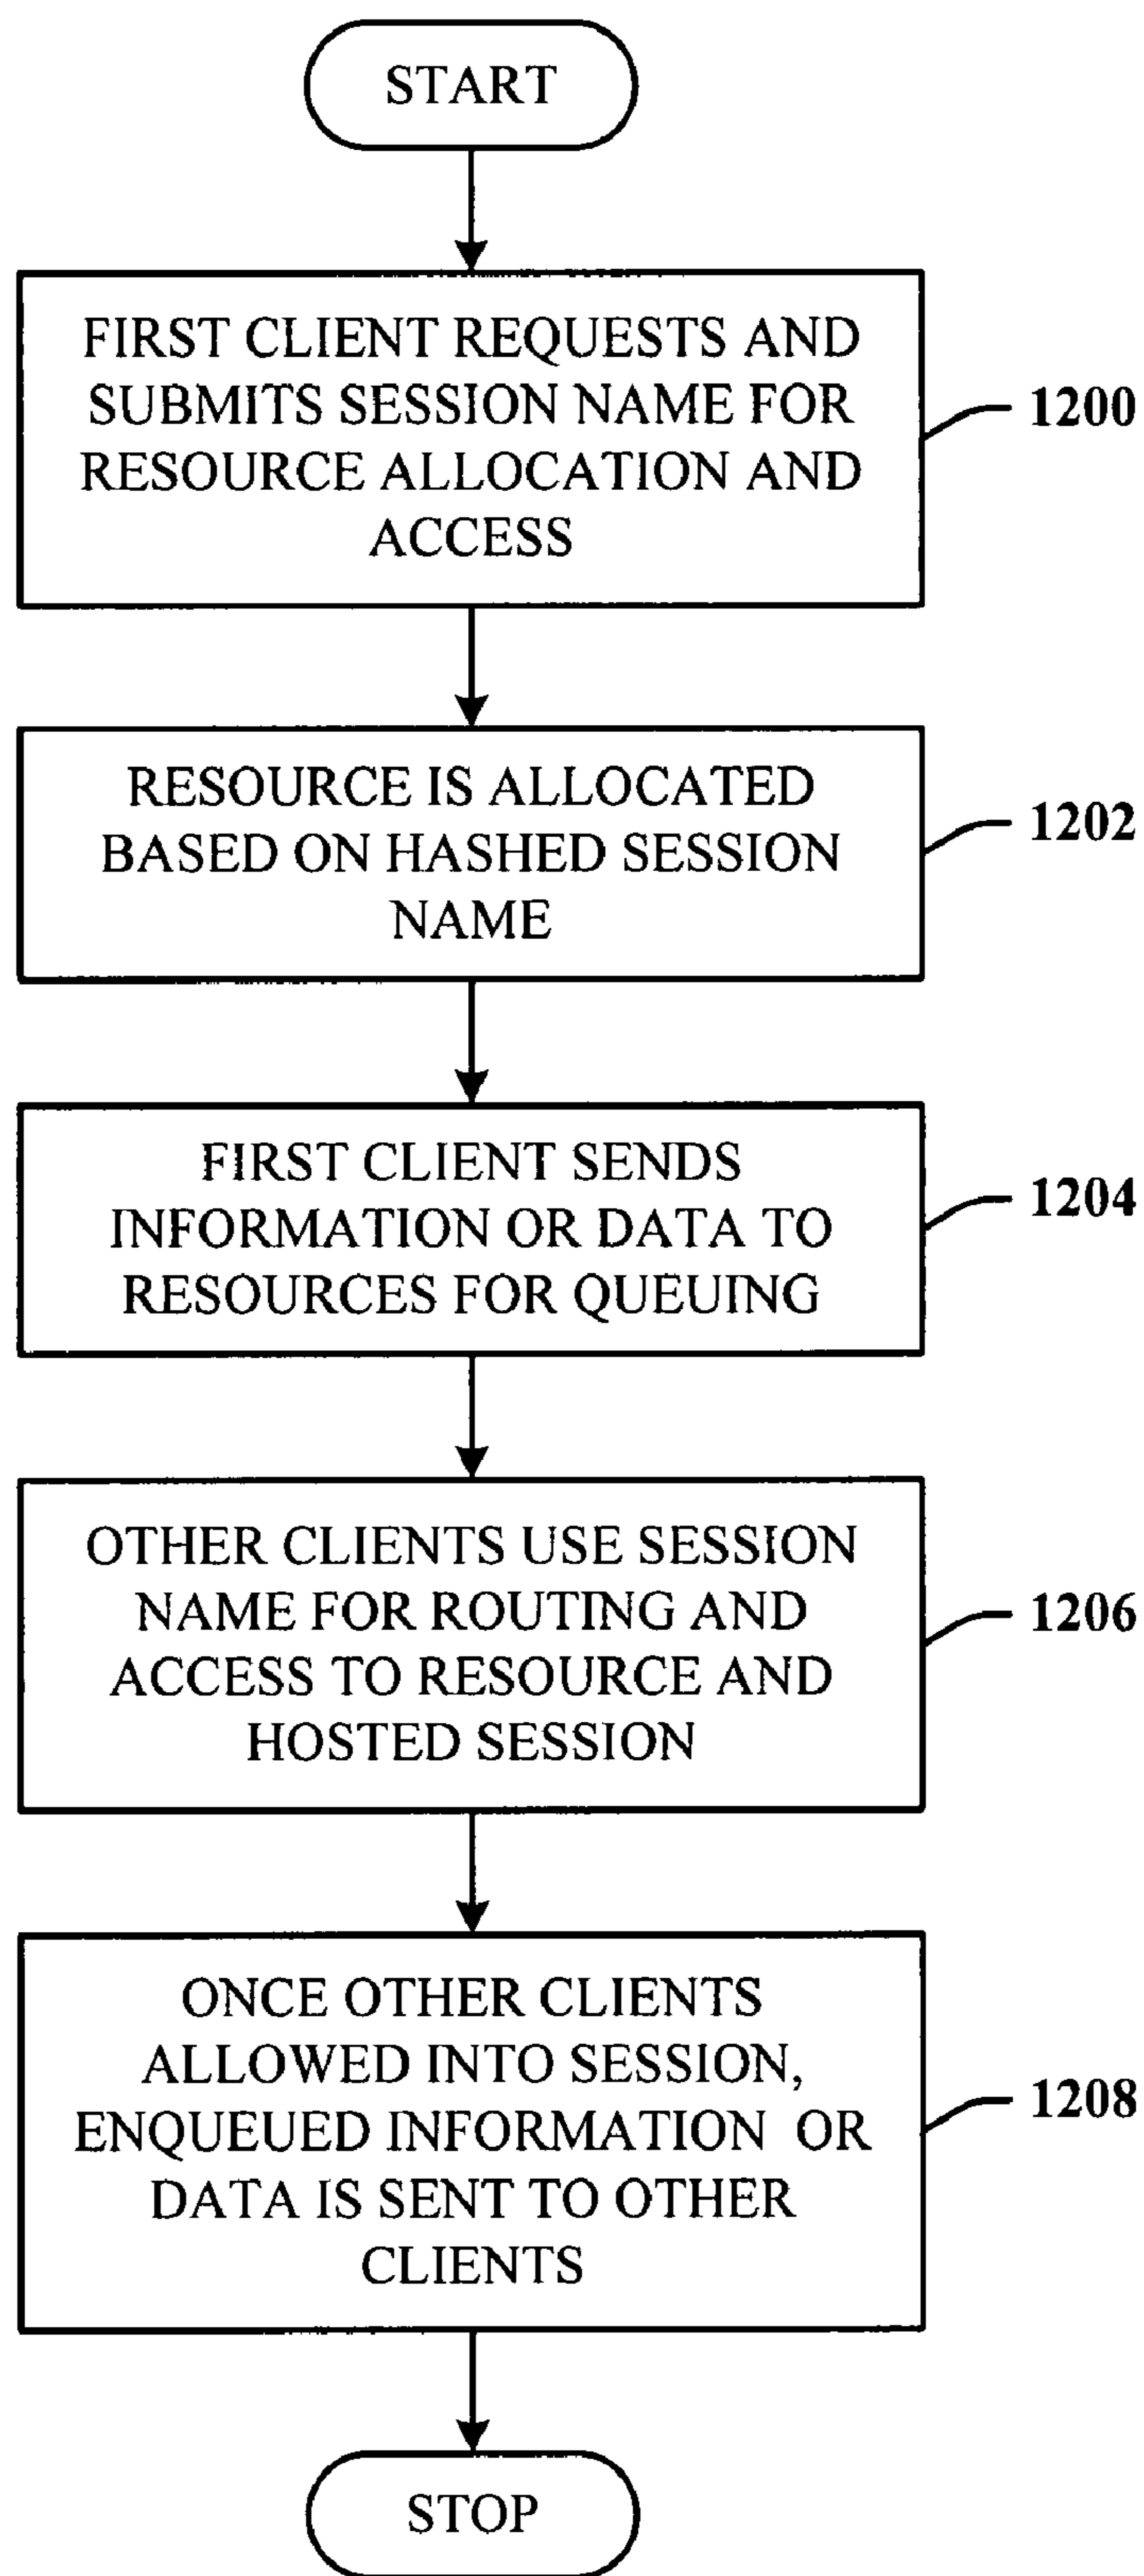 START
FIRST CLIENT REQUESTS AND
SUBMITS SESSION NAME FOR
RESOURCE ALLOCATION AND
ACCESS
1200
RESOURCE IS ALLOCATED
BASED ON HASHED SESSION
NAME
1202
FIRST CLIENT SENDS
INFORMATION OR DATA TO
RESOURCES FOR QUEUING
1204
OTHER CLIENTS USE SESSION
NAME FOR ROUTING AND
ACCESS TO RESOURCE AND
HOSTED SESSION
1206
ONCE OTHER CLIENTS
ALLOWED INTO SESSION,
ENQUEUED INFORMATION OR
DATA IS SENT TO OTHER
CLIENTS
1208
STOP